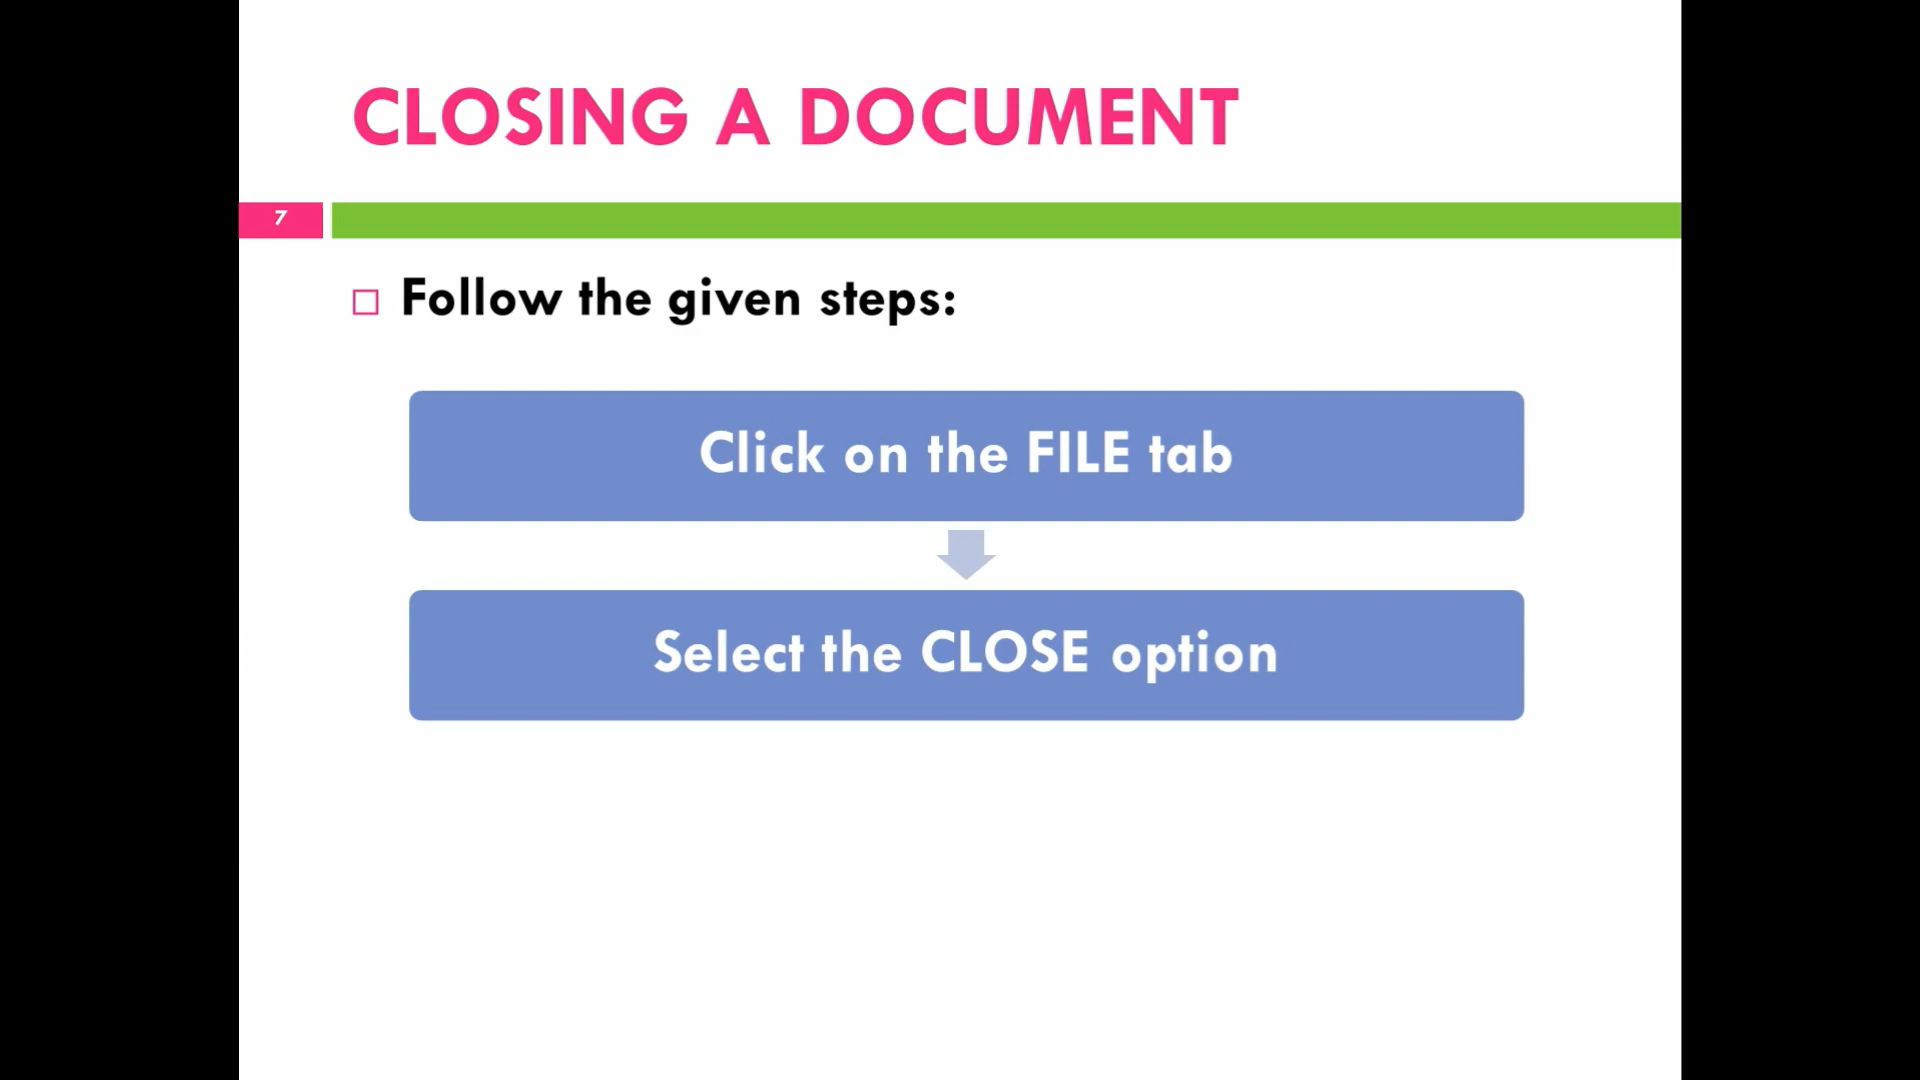 CLOSING A DOCUMENT
7
Follow the given steps:
Click on the FILE tab
Select the CLOSE option